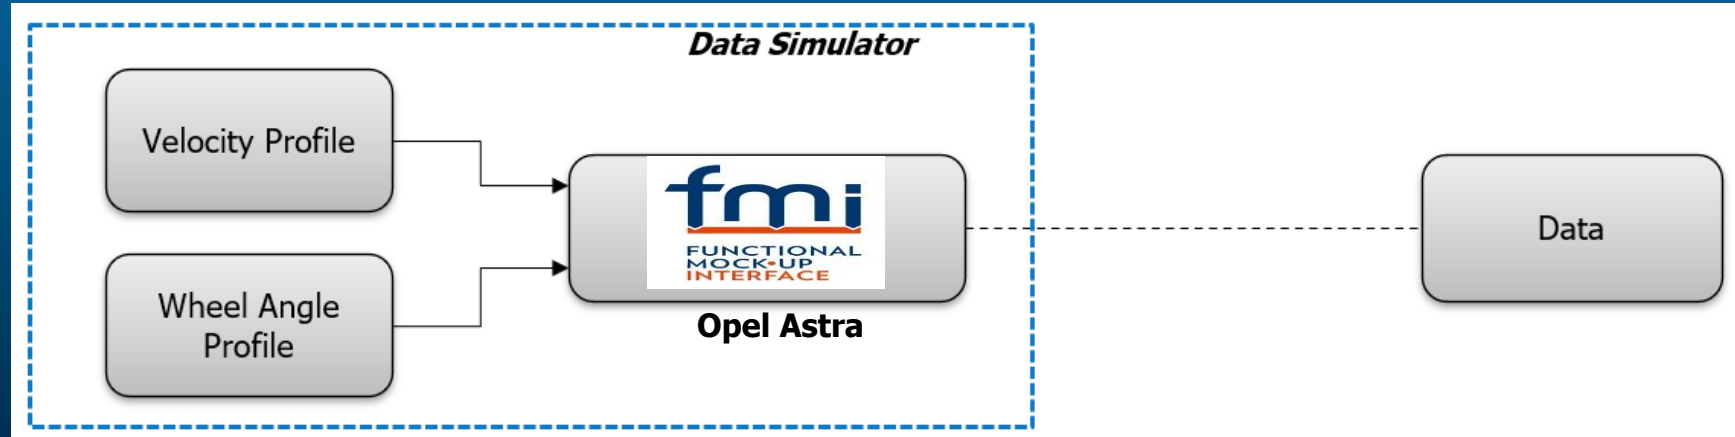 Data Simulator
Velocity Profile
Wheel Angle
Profile
fmi
FUNCTIONAL
MOCK•UP
INTERFACE
Opel Astra
Data